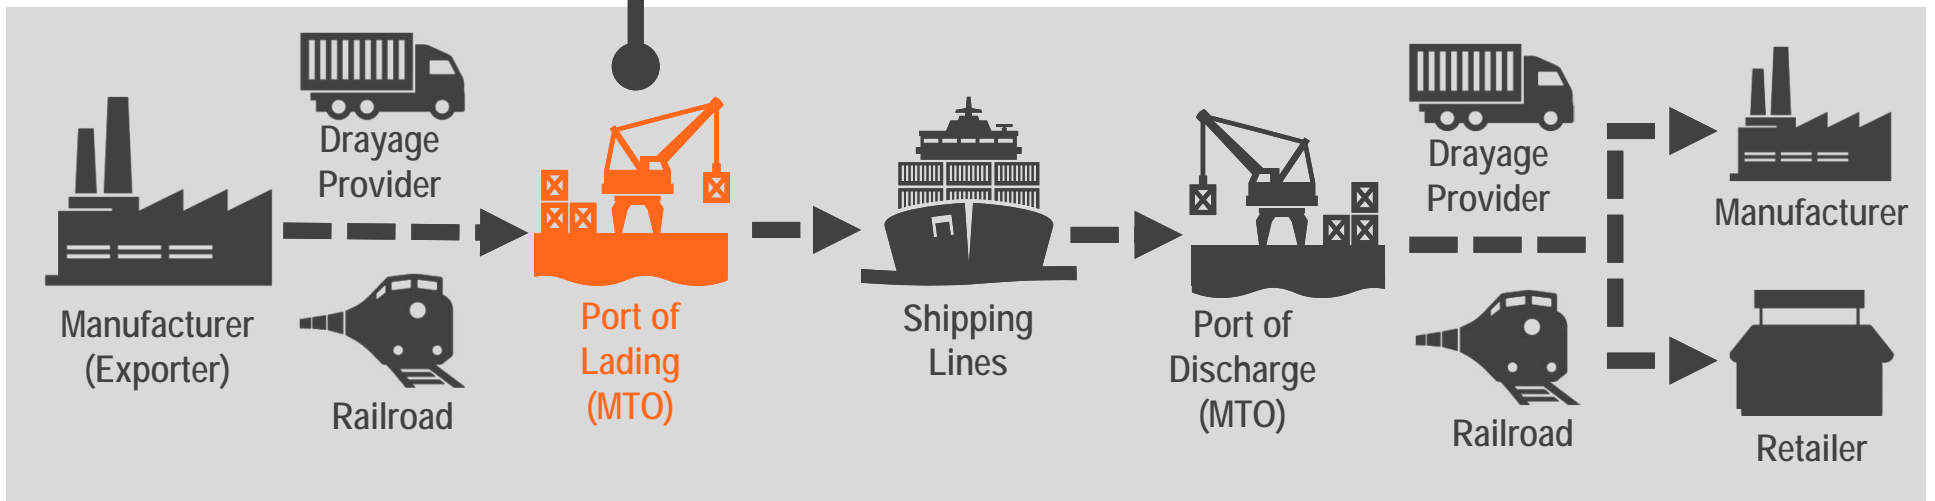 Drayage
Provider
Manufacturer
(Exporter)
Railroad
Port of
Lading
(MTO)
Shipping
Lines
Port of
Discharge
(MTO)
Drayage
Provider
Railroad
Manufacturer
Retailer